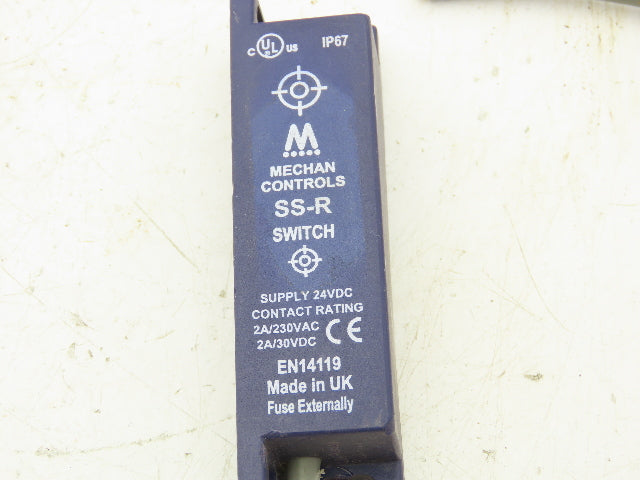 C UL US IP67
M
MECHAN
CONTROLS
SS-R
SWITCH
SUPPLY 24VDC
CONTACT RATING
2A/230VAC
2A/30VDC CE
EN14119
Made in UK
Fuse Externally